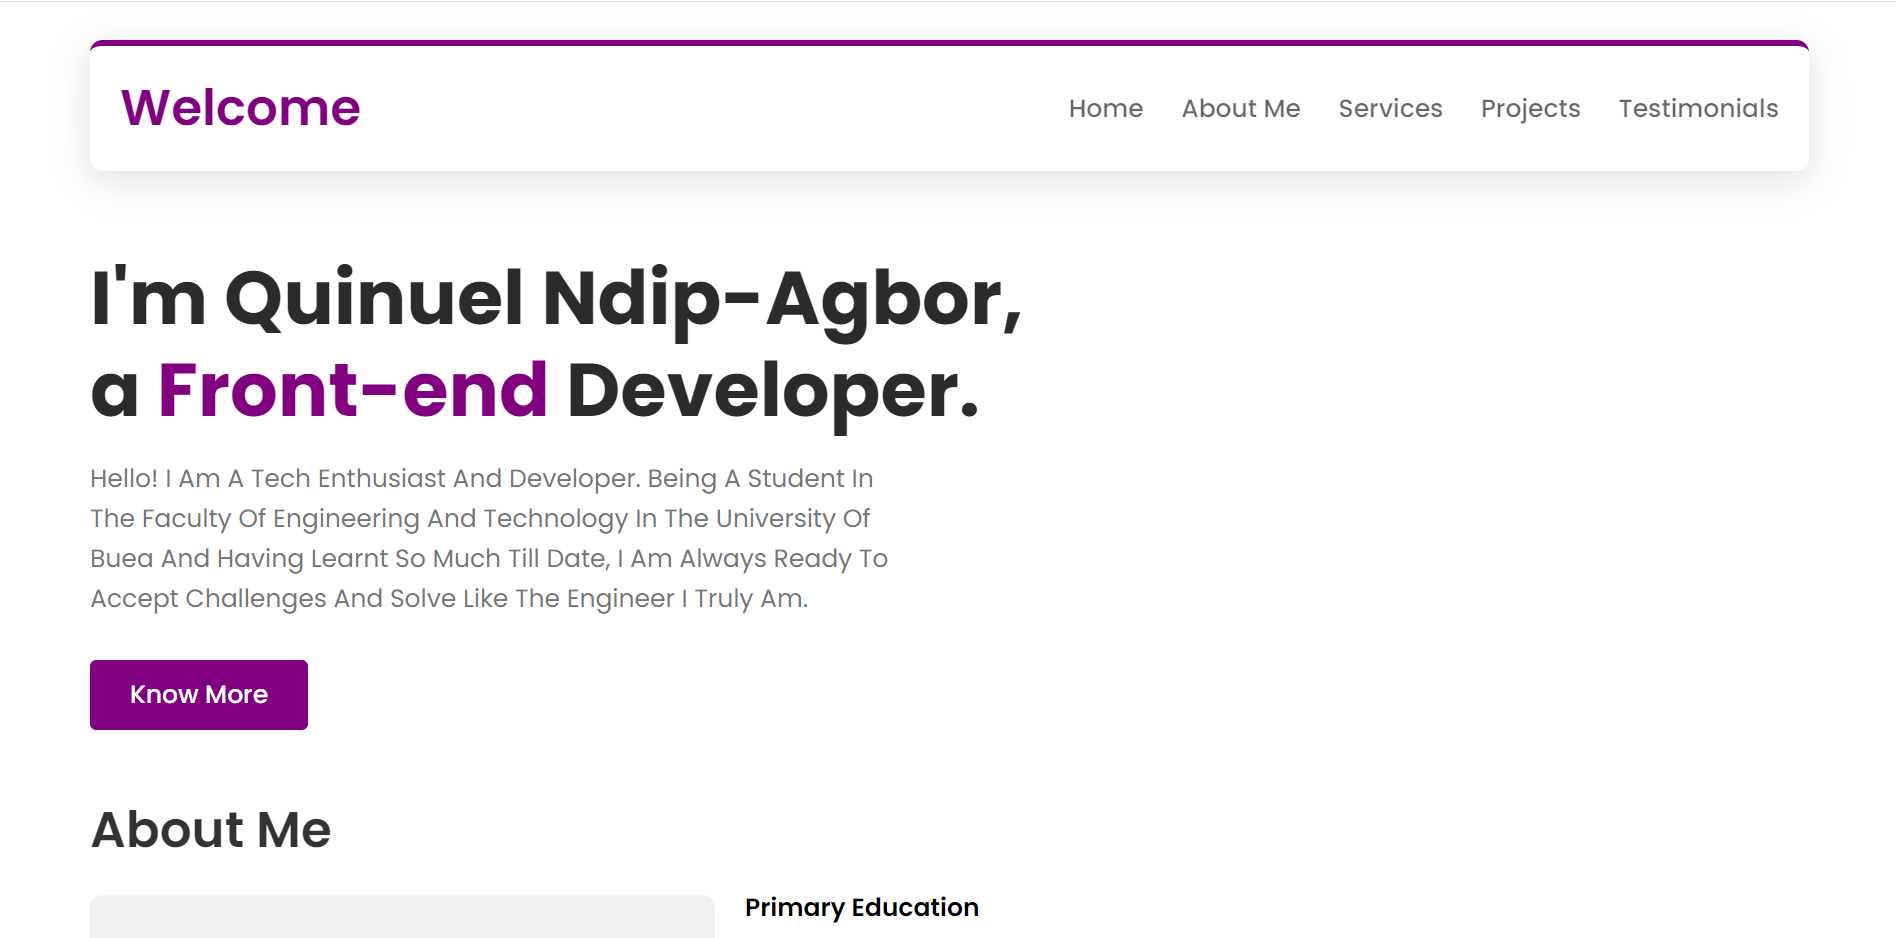 Welcome
Home About Me Services Projects Testimonials
I'm Quinuel Ndip-Agbor,
a Front-end Developer.
Hello! I Am A Tech Enthusiast And Developer. Being A Student In
The Faculty Of Engineering And Technology In The University Of
Buea And Having Learnt So Much Till Date, I Am Always Ready To
Accept Challenges And Solve Like The Engineer I Truly Am.
Know More
About Me
Primary Education